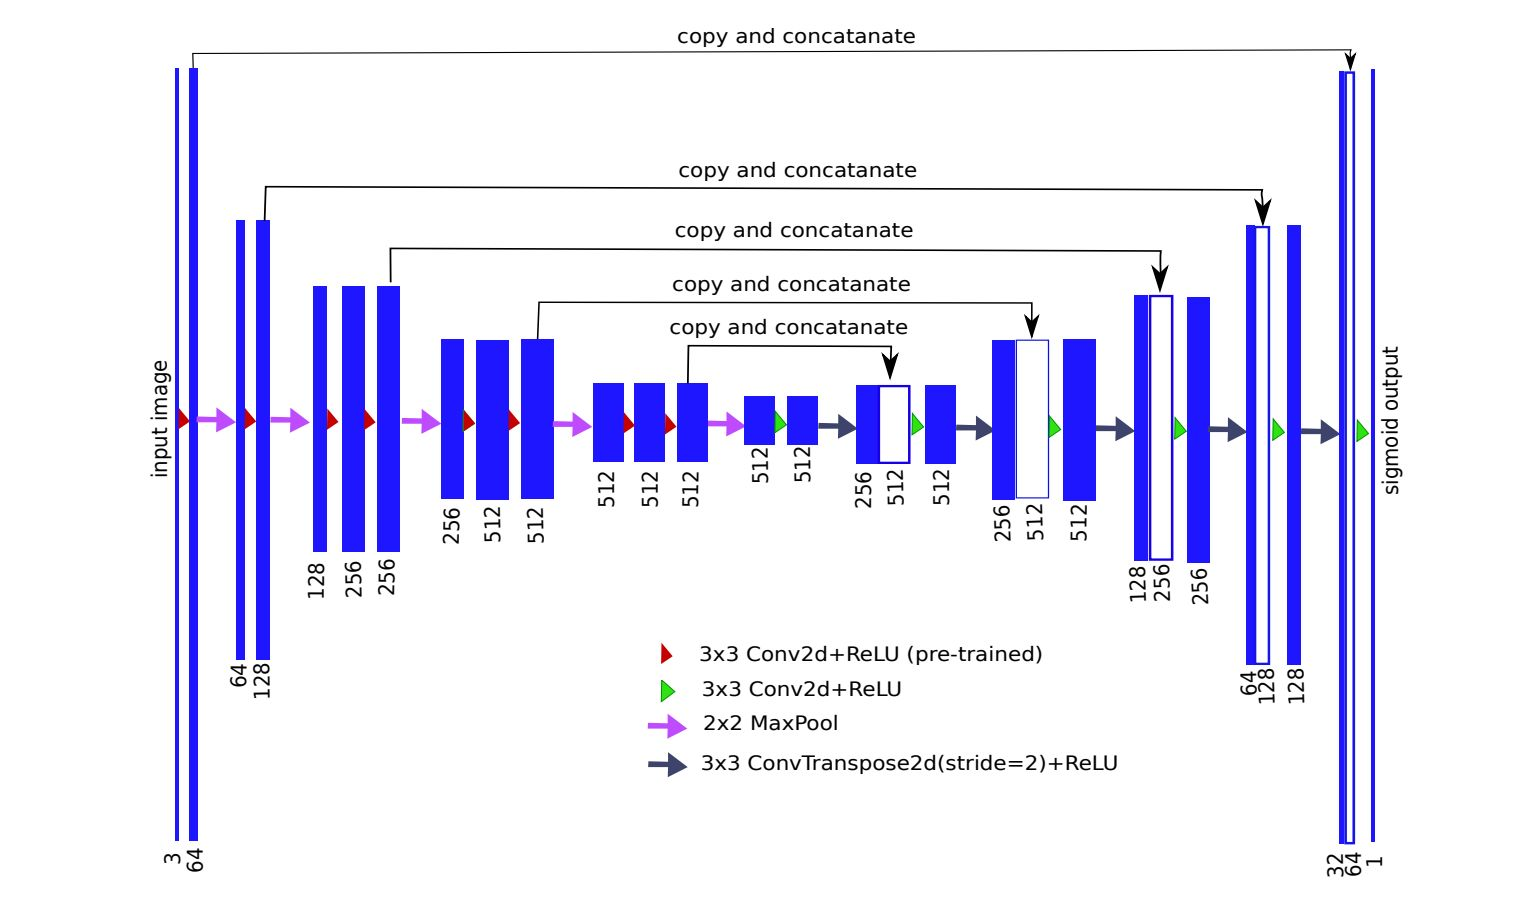 copy and concatanate
copy and concatanate
copy and concatanate
copy and concatanate
copy and concatanate
input image
sigmoid output
3
64
64
128
128
256
256
256
512
512
512
512
512
512
512
256
512
512
256
512
512
128
256
256
64
128
128
32
64
1
3x3 Conv2d+ReLU (pre-trained)
3x3 Conv2d+ReLU
2x2 MaxPool
3x3 ConvTranspose2d(stride=2)+ReLU